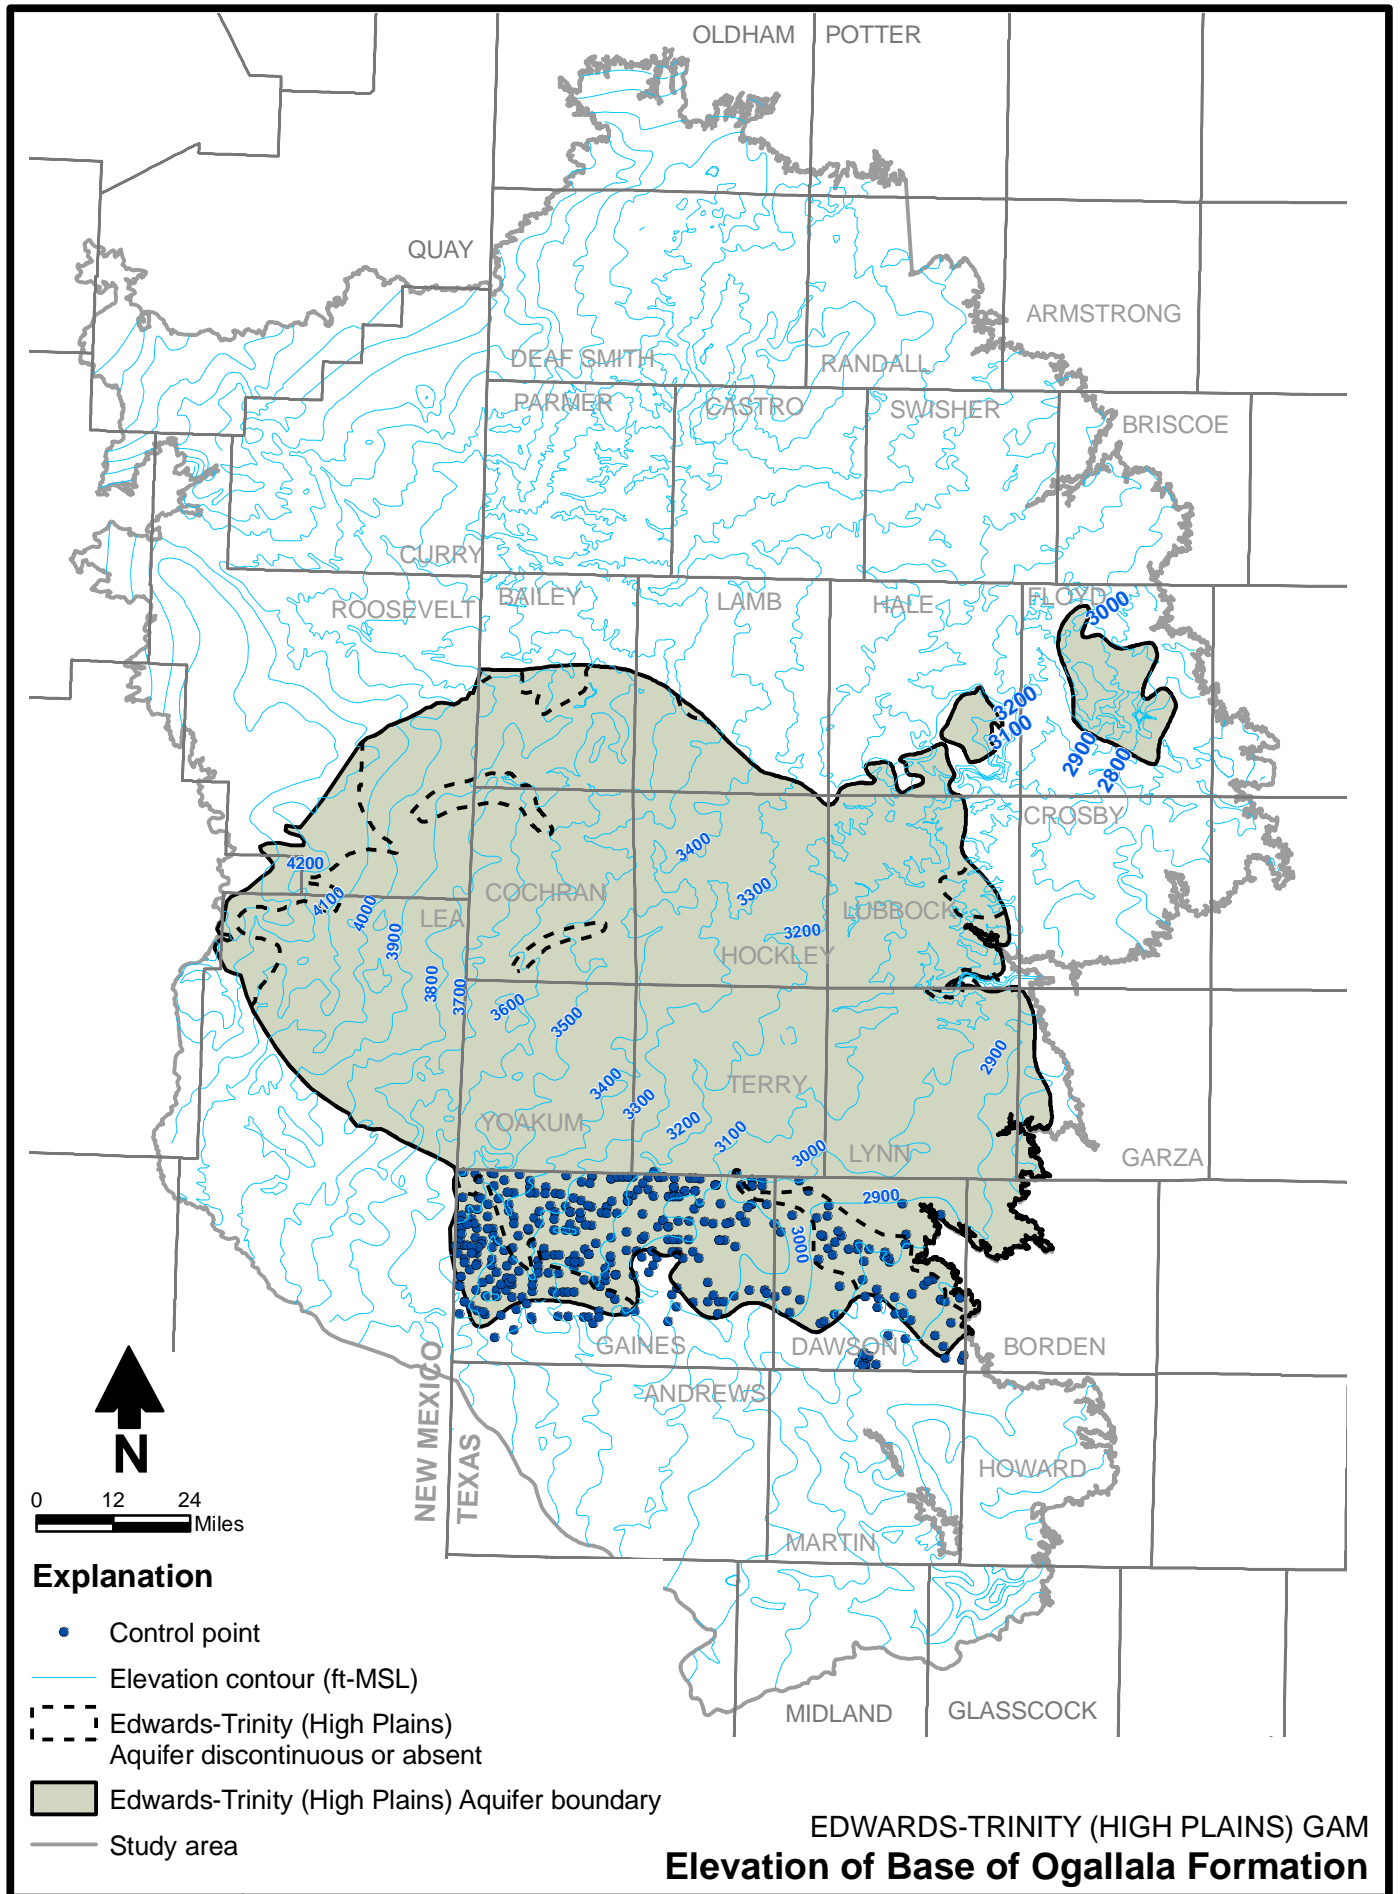 OLDHAM
POTTER
QUAY
ARMSTRONG
DEAF SMITH
RANDALL
PARMER
CASTRO
SWISHER
BRISCOE
CURRY
ROOSEVELT
BAILEY
LAMB
HALE
FLOYD
3000
3200
3100
2900
2800
CROSBY
4200
3400
4100
4000
LEA
COCHRAN
3300
LUBBOCK
3900
3200
HOCKLEY
3800
3700
3600
3500
2900
3400
3300
TERRY
YOAKUM
3200
3100
3000
LYNN
GARZA
2900
3000
GAINES
DAWSON
BORDEN
NEW MEXICO
TEXAS
ANDREWS
HOWARD
MARTIN
MIDLAND
GLASSCOCK
N
0 12 24
Miles
Explanation
Control point
Elevation contour (ft-MSL)
Edwards-Trinity (High Plains)
Aquifer discontinuous or absent
Edwards-Trinity (High Plains) Aquifer boundary
Study area
EDWARDS-TRINITY (HIGH PLAINS) GAM
Elevation of Base of Ogallala Formation